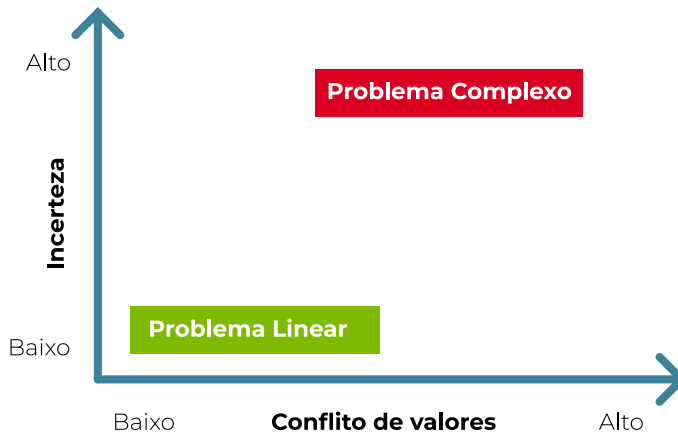 Alto
Problema Complexo
Incerteza
Problema Linear
Baixo
Baixo
Conflito de valores
Alto